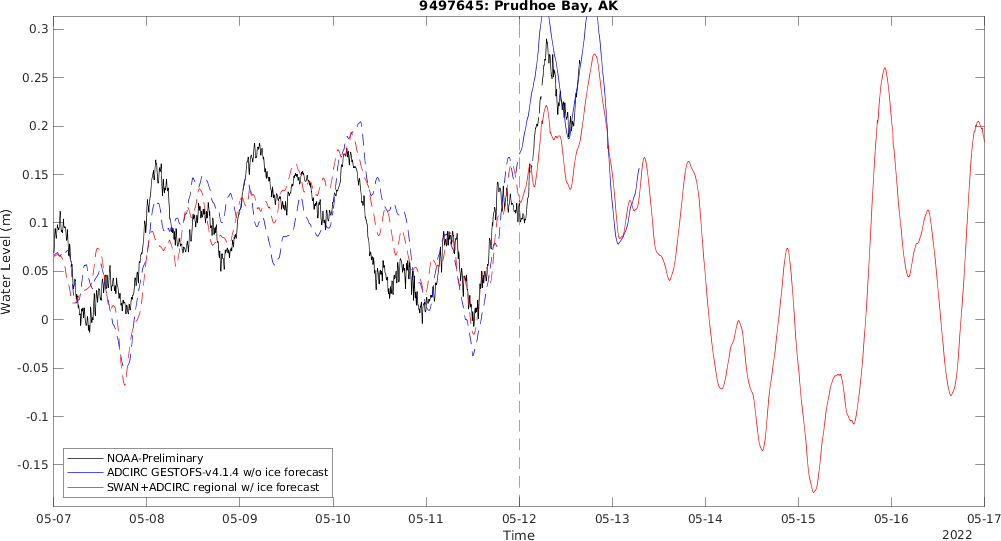 9497645: Prudhoe Bay, AK
0.3
0.25
0.2
0.15
0.1
0.05
0
-0.05
-0.1
-0.15
Water Level (m)
NOAA-Preliminary
ADCIRC GESTOFS-v4.1.4 w/o ice forecast
SWAN+ADCIRC regional w/ ice forecast
05-07 05-08 05-09 05-10 05-11 05-12 05-13 05-14 05-15 05-16 05-17
Time
2022